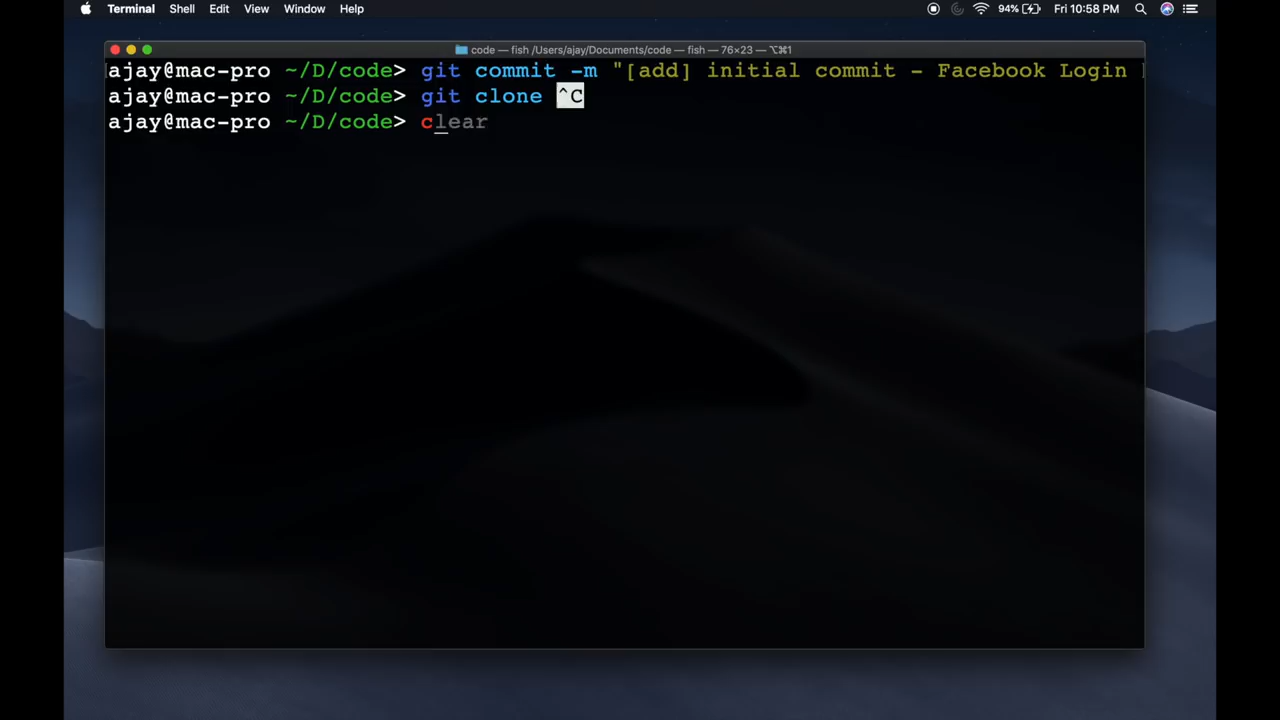 Terminal Shell Edit View Window Help 94% Fri 10:58 PM
code — fish /Users/ajay/Documents/code — fish — 76×23 — ⌥⌘1
ajay@mac-pro ~/D/code> git commit -m "[add] initial commit - Facebook Login
ajay@mac-pro ~/D/code> git clone ^C
ajay@mac-pro ~/D/code> clear